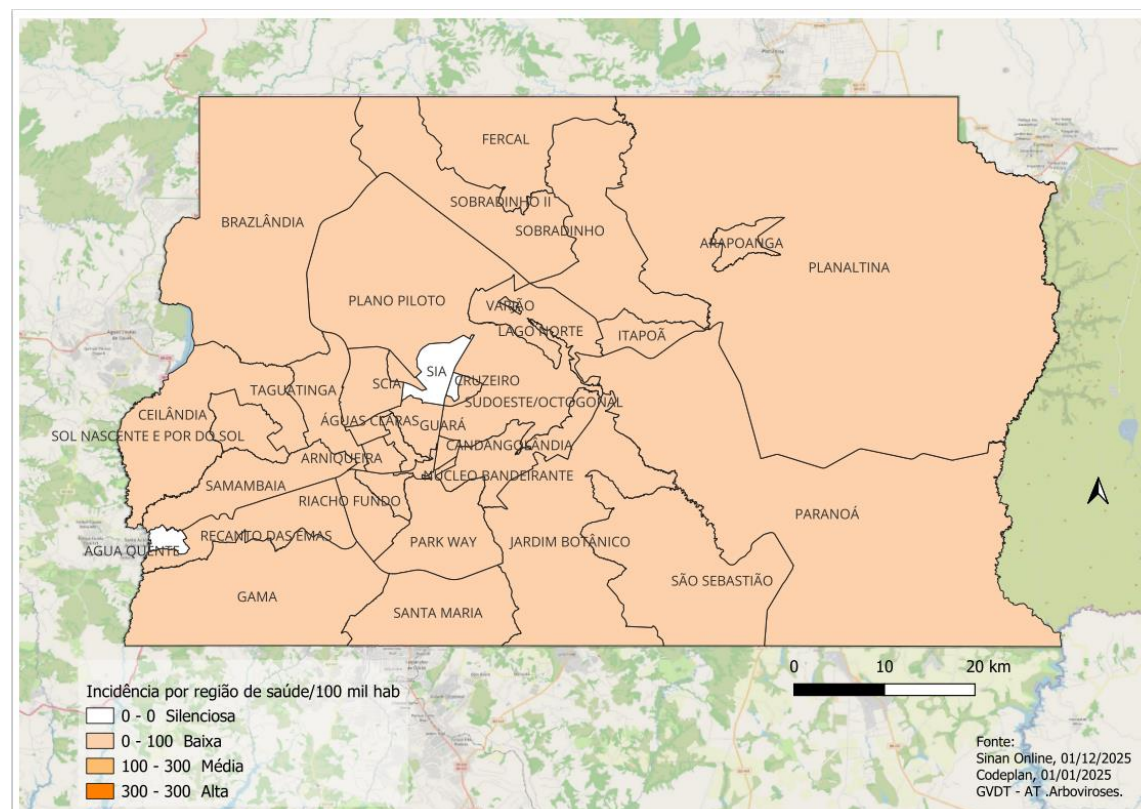 FERCAL
SOBRADINHO II
BRAZLÂNDIA
SOBRADINHO
ARAPOANGA
PLANALTINA
PLANO PILOTO
VARJÃO
LAGO NORTE
ITAPOÃ
SIA
SCIA
CRUZEIRO
TAGUATINGA
SUDOESTE/OCTOGONAL
CEILÂNDIA
ÁGUAS CLARAS
GUARÁ
SOL NASCENTE E POR DO SOL
CANDANGOLÂNDIA
ARNIQUEIRA
NÚCLEO BANDEIRANTE
SAMAMBAIA
RIACHO FUNDO
PARANOÁ
RECANTO DAS EMAS
PARK WAY
JARDIM BOTÂNICO
ÁGUA QUENTE
SÃO SEBASTIÃO
GAMA
SANTA MARIA
0 10 20 km
Incidência por região de saúde/100 mil hab
0 - 0 Silenciosa
0 - 100 Baixa
100 - 300 Média
300 - 300 Alta
Fonte:
Sinan Online, 01/12/2025
Codeplan, 01/01/2025
GVDT - AT .Arboviroses.